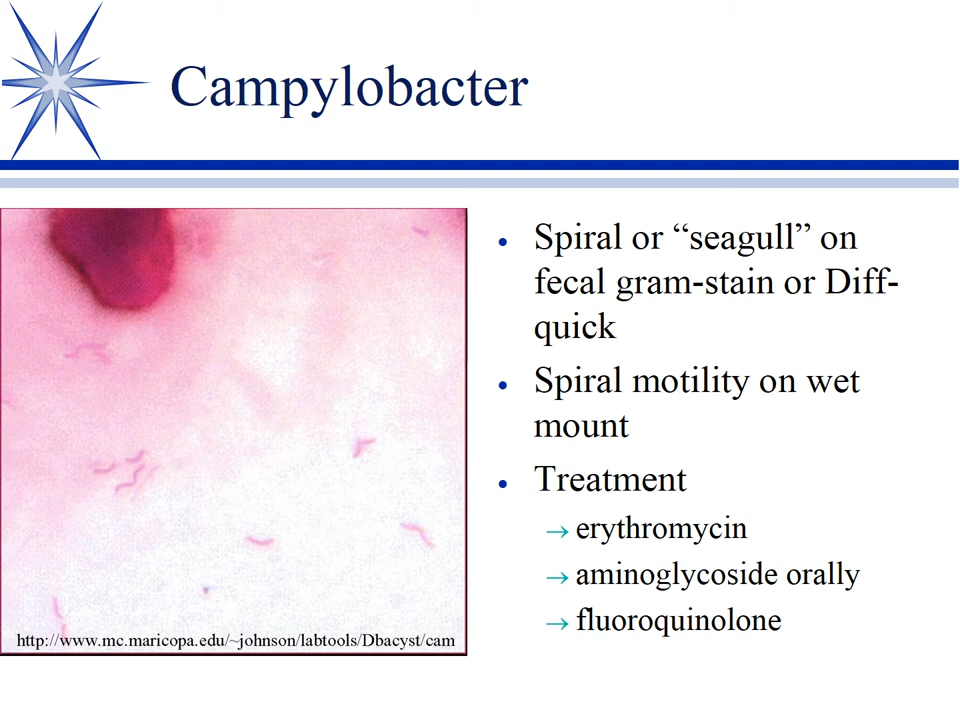 Campylobacter
Spiral or “seagull” on
fecal gram-stain or Diff-
quick
Spiral motility on wet
mount
Treatment
→ erythromycin
→ aminoglycoside orally
→ fluoroquinolone
http://www.mc.maricopa.edu/~johnson/labtools/Dbacyst/cam